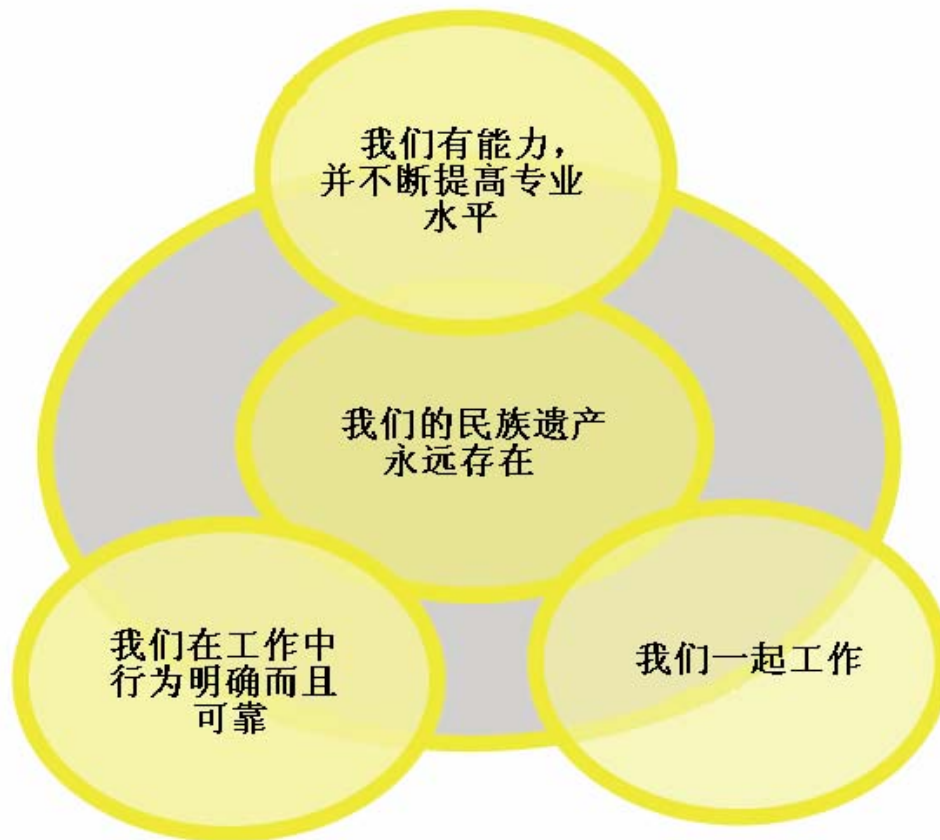 我们有能力，
并不断提高专业
水平
我们的民族遗产
永远存在
我们在工作中
行为明确而且
可靠
我们一起工作